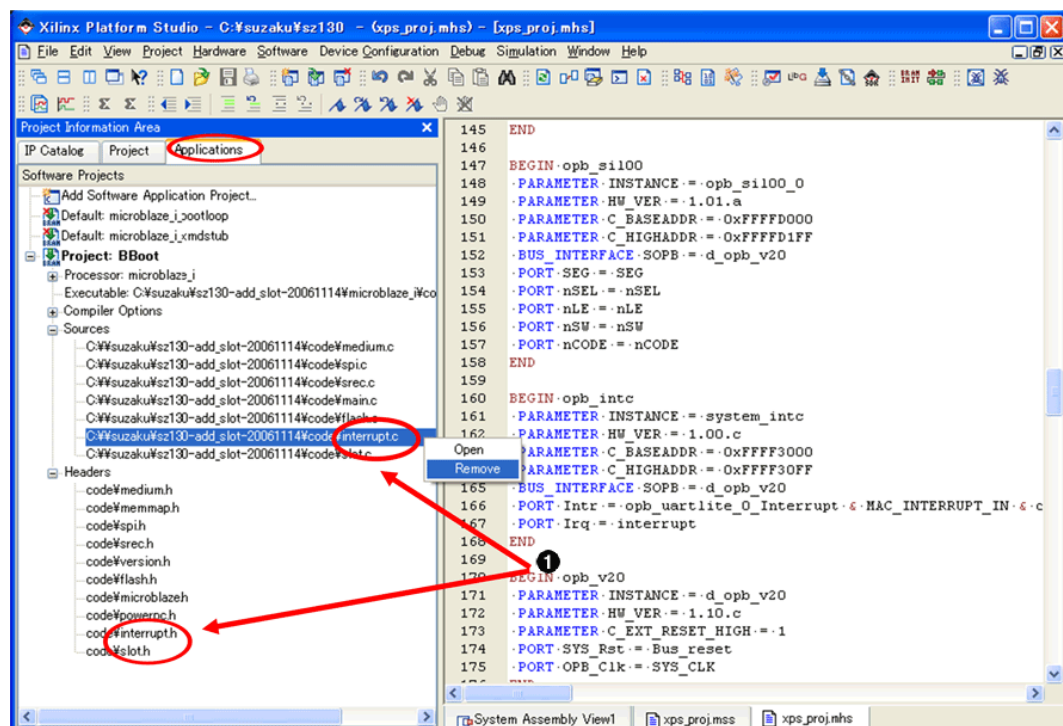 Xilinx Platform Studio - C:¥suzaku¥sz130 - (xps_proj.mhs) - [xps_proj.mhs]
File Edit View Project Hardware Software Device Configuration Debug Simulation Window Help
Project Information Area
IP Catalog Project Applications
Software Projects
Add Software Application Project...
Default: microblaze_i_bootloop
Default: microblaze_i_xmdstub
Project: BBoot
Processor: microblaze_i
Executable: C:¥suzaku¥sz130-add_slot-20061114¥microblaze_i¥co
Compiler Options
Sources
C:¥¥suzaku¥sz130-add_slot-20061114¥code¥medium.c
C:¥¥suzaku¥sz130-add_slot-20061114¥code¥spi.c
C:¥¥suzaku¥sz130-add_slot-20061114¥code¥srec.c
C:¥¥suzaku¥sz130-add_slot-20061114¥code¥main.c
C:¥¥suzaku¥sz130-add_slot-20061114¥code¥flash.c
C:¥¥suzaku¥sz130-add_slot-20061114¥code¥interrupt.c
C:¥¥suzaku¥sz130-add_slot-20061114¥code¥slot.c
Headers
code¥medium.h
code¥memmap.h
code¥spi.h
code¥srec.h
code¥version.h
code¥flash.h
code¥microblaze.h
code¥powerpc.h
code¥interrupt.h
code¥slot.h
Open
Remove
1
145 END
146
147 BEGIN·opb_sil00
148 ·PARAMETER·INSTANCE·=·opb_sil00_0
149 ·PARAMETER·HW_VER·=·1.01.a
150 ·PARAMETER·C_BASEADDR·=·0xFFFFD000
151 ·PARAMETER·C_HIGHADDR·=·0xFFFFD1FF
152 ·BUS_INTERFACE·SOPB·=·d_opb_v20
153 ·PORT·SEG·=·SEG
154 ·PORT·nSEL·=·nSEL
155 ·PORT·nLE·=·nLE
156 ·PORT·nSW·=·nSW
157 ·PORT·nCODE·=·nCODE
158 END
159
160 BEGIN·opb_intc
161 ·PARAMETER·INSTANCE·=·system_intc
162 ·PARAMETER·HW_VER·=·1.00.c
PARAMETER·C_BASEADDR·=·0xFFFF3000
PARAMETER·C_HIGHADDR·=·0xFFFF30FF
165 ·BUS_INTERFACE·SOPB·=·d_opb_v20
166 ·PORT·Intr·=·opb_uartlite_0_Interrupt·&·MAC_INTERRUPT_IN·&·c
167 ·PORT·Irq·=·interrupt
168 END
169
170 BEGIN·opb_v20
171 ·PARAMETER·INSTANCE·=·d_opb_v20
172 ·PARAMETER·HW_VER·=·1.10.c
173 ·PARAMETER·C_EXT_RESET_HIGH·=·1
174 ·PORT·SYS_Rst·=·Bus_reset
175 ·PORT·OPB_Clk·=·SYS_CLK
System Assembly View1 xps_proj.mss xps_proj.mhs